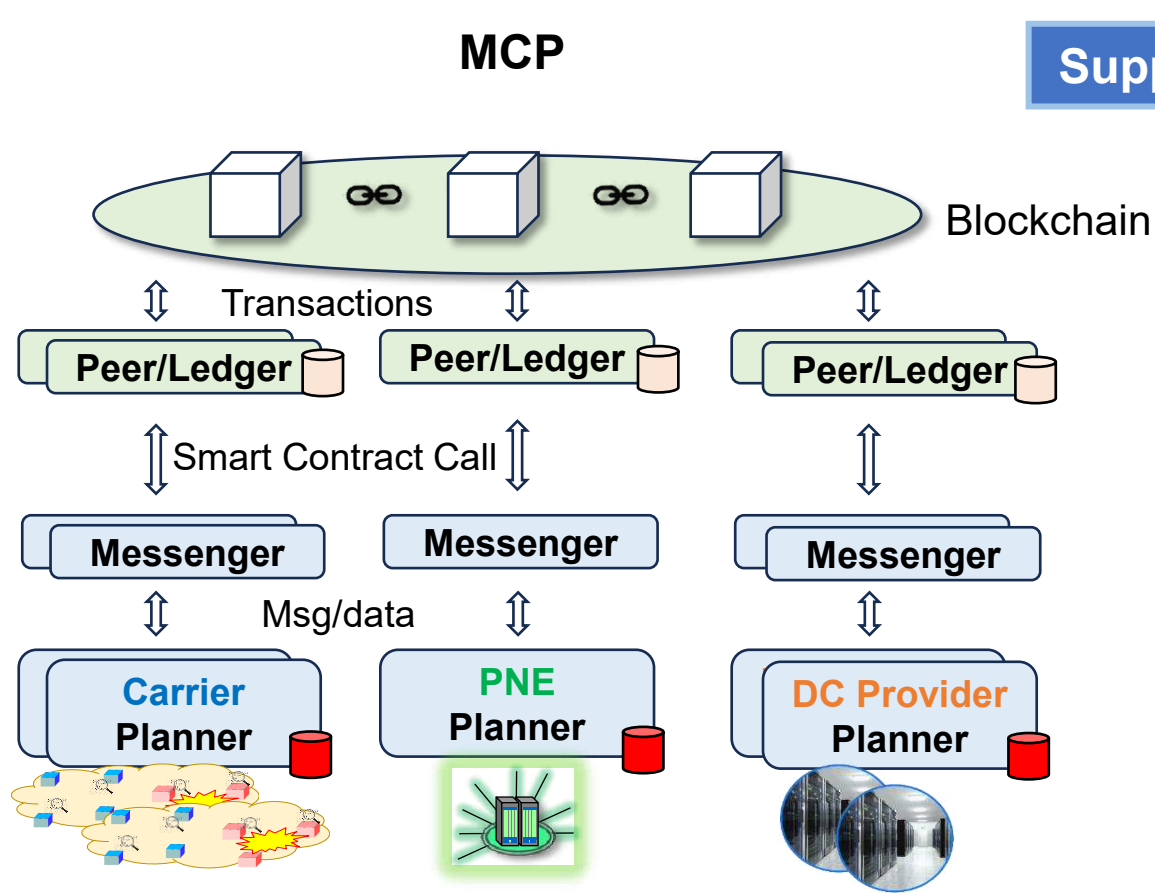 MCP
Supp
Blockchain
Transactions
Peer/Ledger
Peer/Ledger
Peer/Ledger
Smart Contract Call
Messenger
Messenger
Messenger
Msg/data
Carrier
Planner
PNE
Planner
DC Provider
Planner